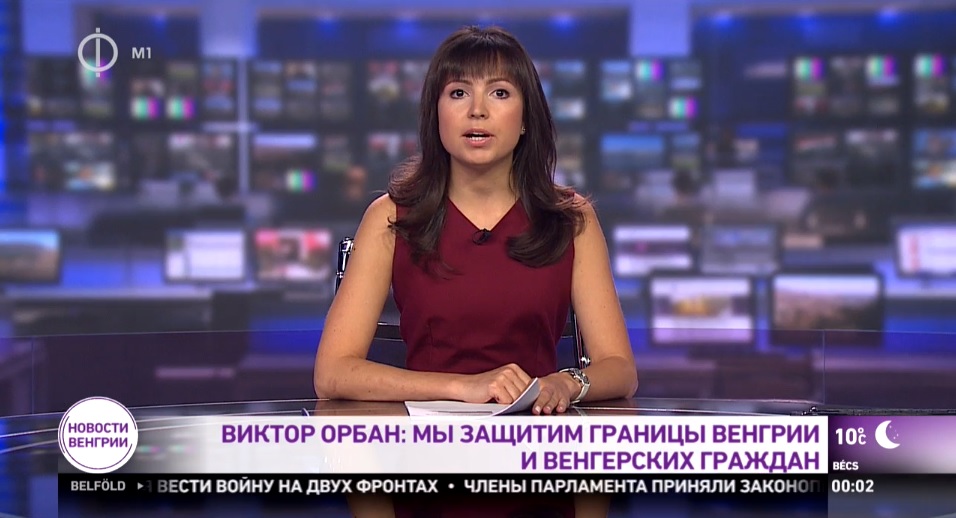 M1
НОВОСТИ
ВЕНГРИИ
ВИКТОР ОРБАН: МЫ ЗАЩИТИМ ГРАНИЦЫ ВЕНГРИИ
И ВЕНГЕРСКИХ ГРАЖДАН
10°C
BÉCS
BELFÖLD ВЕСТИ ВОЙНУ НА ДВУХ ФРОНТАХ • ЧЛЕНЫ ПАРЛАМЕНТА ПРИНЯЛИ ЗАКОНОП
00:02